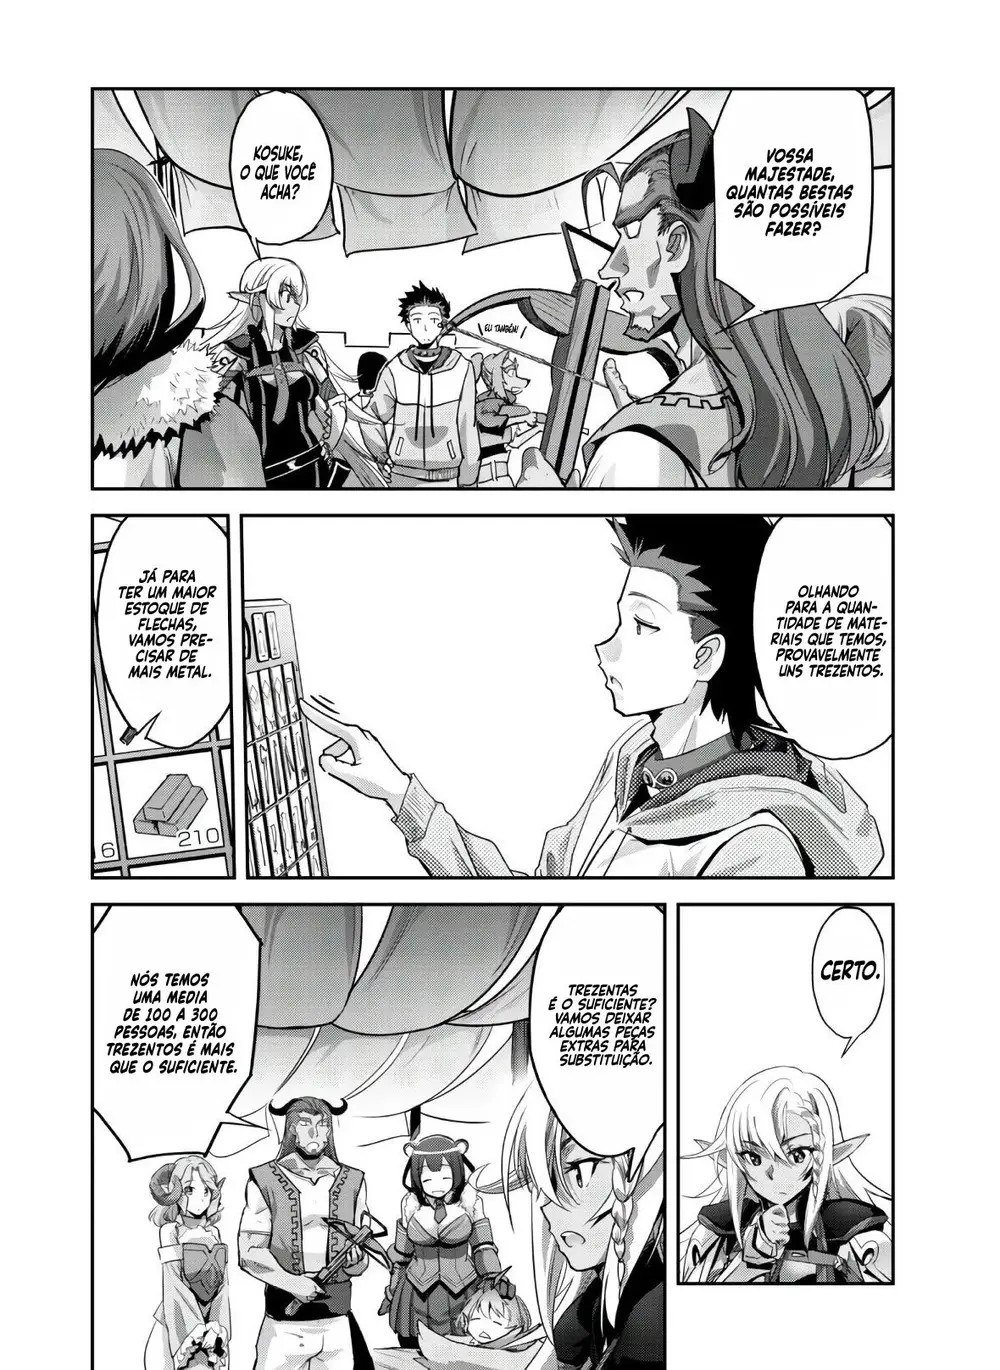 VOSSA
MAJESTADE,
QUANTAS BESTAS
SÃO POSSÍVEIS
FAZER?
KOSUKE,
O QUE VOCÊ
ACHA?
EU TAMBÉM!
OLHANDO
PARA A QUAN-
TIDADE DE MATE-
RIAIS QUE TEMOS,
PROVAVELMENTE
UNS TREZENTOS.
JÁ PARA
TER UM MAIOR
ESTOQUE DE
FLECHAS,
VAMOS PRE-
CISAR DE
MAIS METAL.
16
210
CERTO.
TREZENTAS
É O SUFICIENTE?
VAMOS DEIXAR
ALGUMAS PEÇAS
EXTRAS PARA
SUBSTITUIÇÃO.
NÓS TEMOS
UMA MEDIA
DE 100 A 300
PESSOAS, ENTÃO
TREZENTOS É MAIS
QUE O SUFICIENTE.